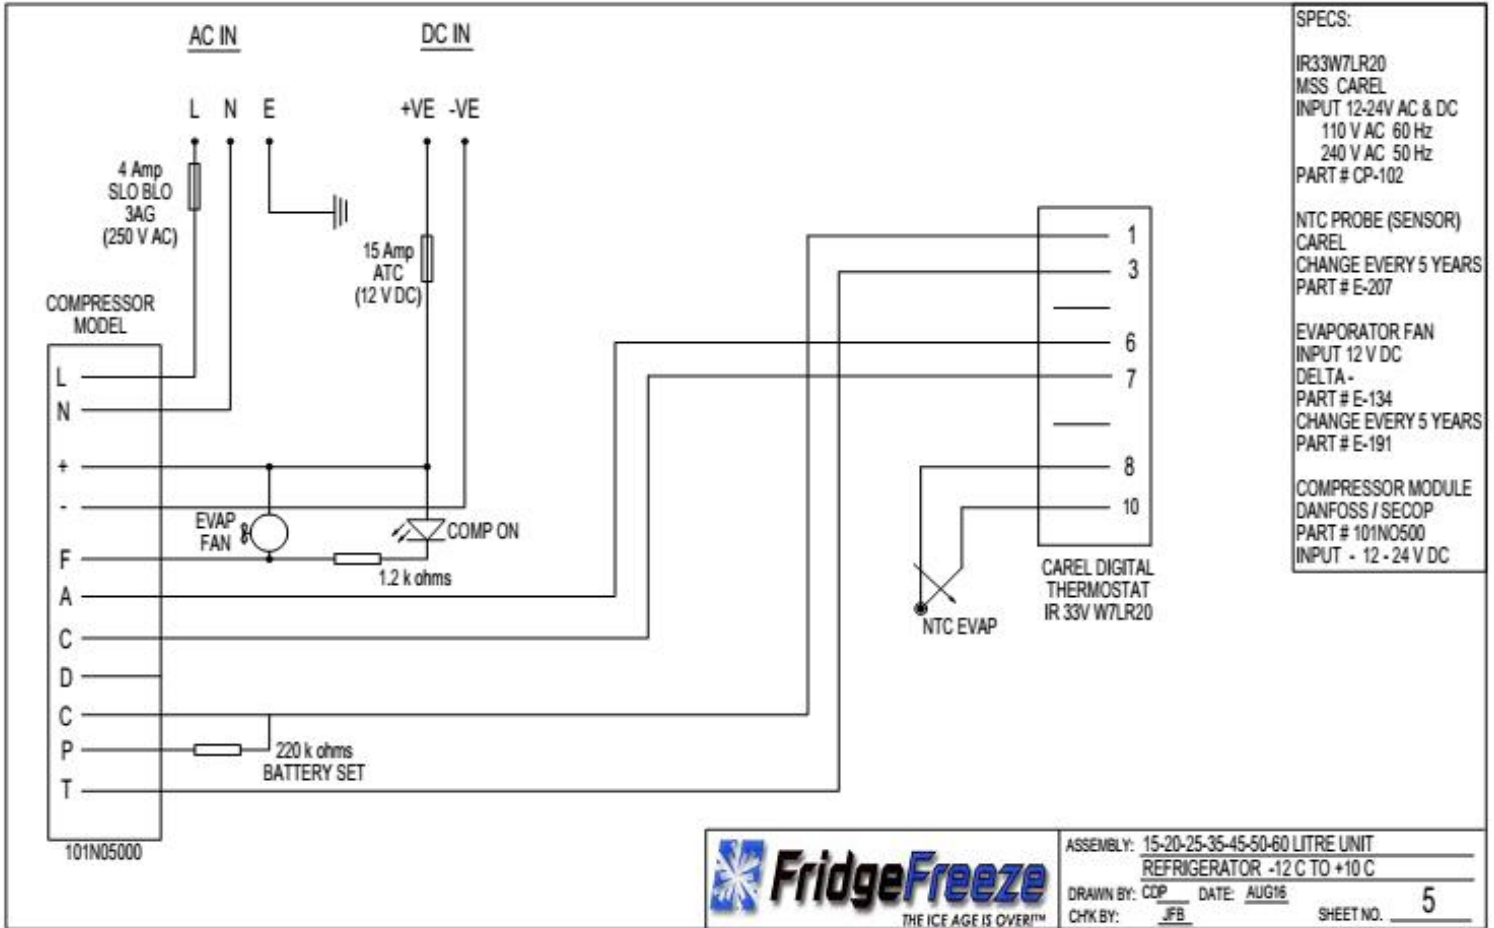 AC IN
DC IN
L N E
+VE -VE
4 Amp
SLO BLO
3AG
(250 V AC)
15 Amp
ATC
(12 V DC)
COMPRESSOR
MODEL
L
N
+
-
F
A
C
D
C
P
T
101N05000
EVAP
FAN
COMP ON
1.2 k ohms
220 k ohms
BATTERY SET
1
3
6
7
8
10
NTC EVAP
CAREL DIGITAL
THERMOSTAT
IR 33V W7LR20
SPECS:
IR33W7LR20
MSS CAREL
INPUT 12-24V AC & DC
110 V AC 60 Hz
240 V AC 50 Hz
PART # CP-102
NTC PROBE (SENSOR)
CAREL
CHANGE EVERY 5 YEARS
PART # E-207
EVAPORATOR FAN
INPUT 12 V DC
DELTA -
PART # E-134
CHANGE EVERY 5 YEARS
PART # E-191
COMPRESSOR MODULE
DANFOSS / SECOP
PART # 101NO500
INPUT - 12 - 24 V DC
FridgeFreeze
THE ICE AGE IS OVER!™
ASSEMBLY: 15-20-25-35-45-50-60 LITRE UNIT
REFRIGERATOR -12 C TO +10 C
DRAWN BY: CDP DATE: AUG16
CH'K BY: JFB SHEET NO. 5